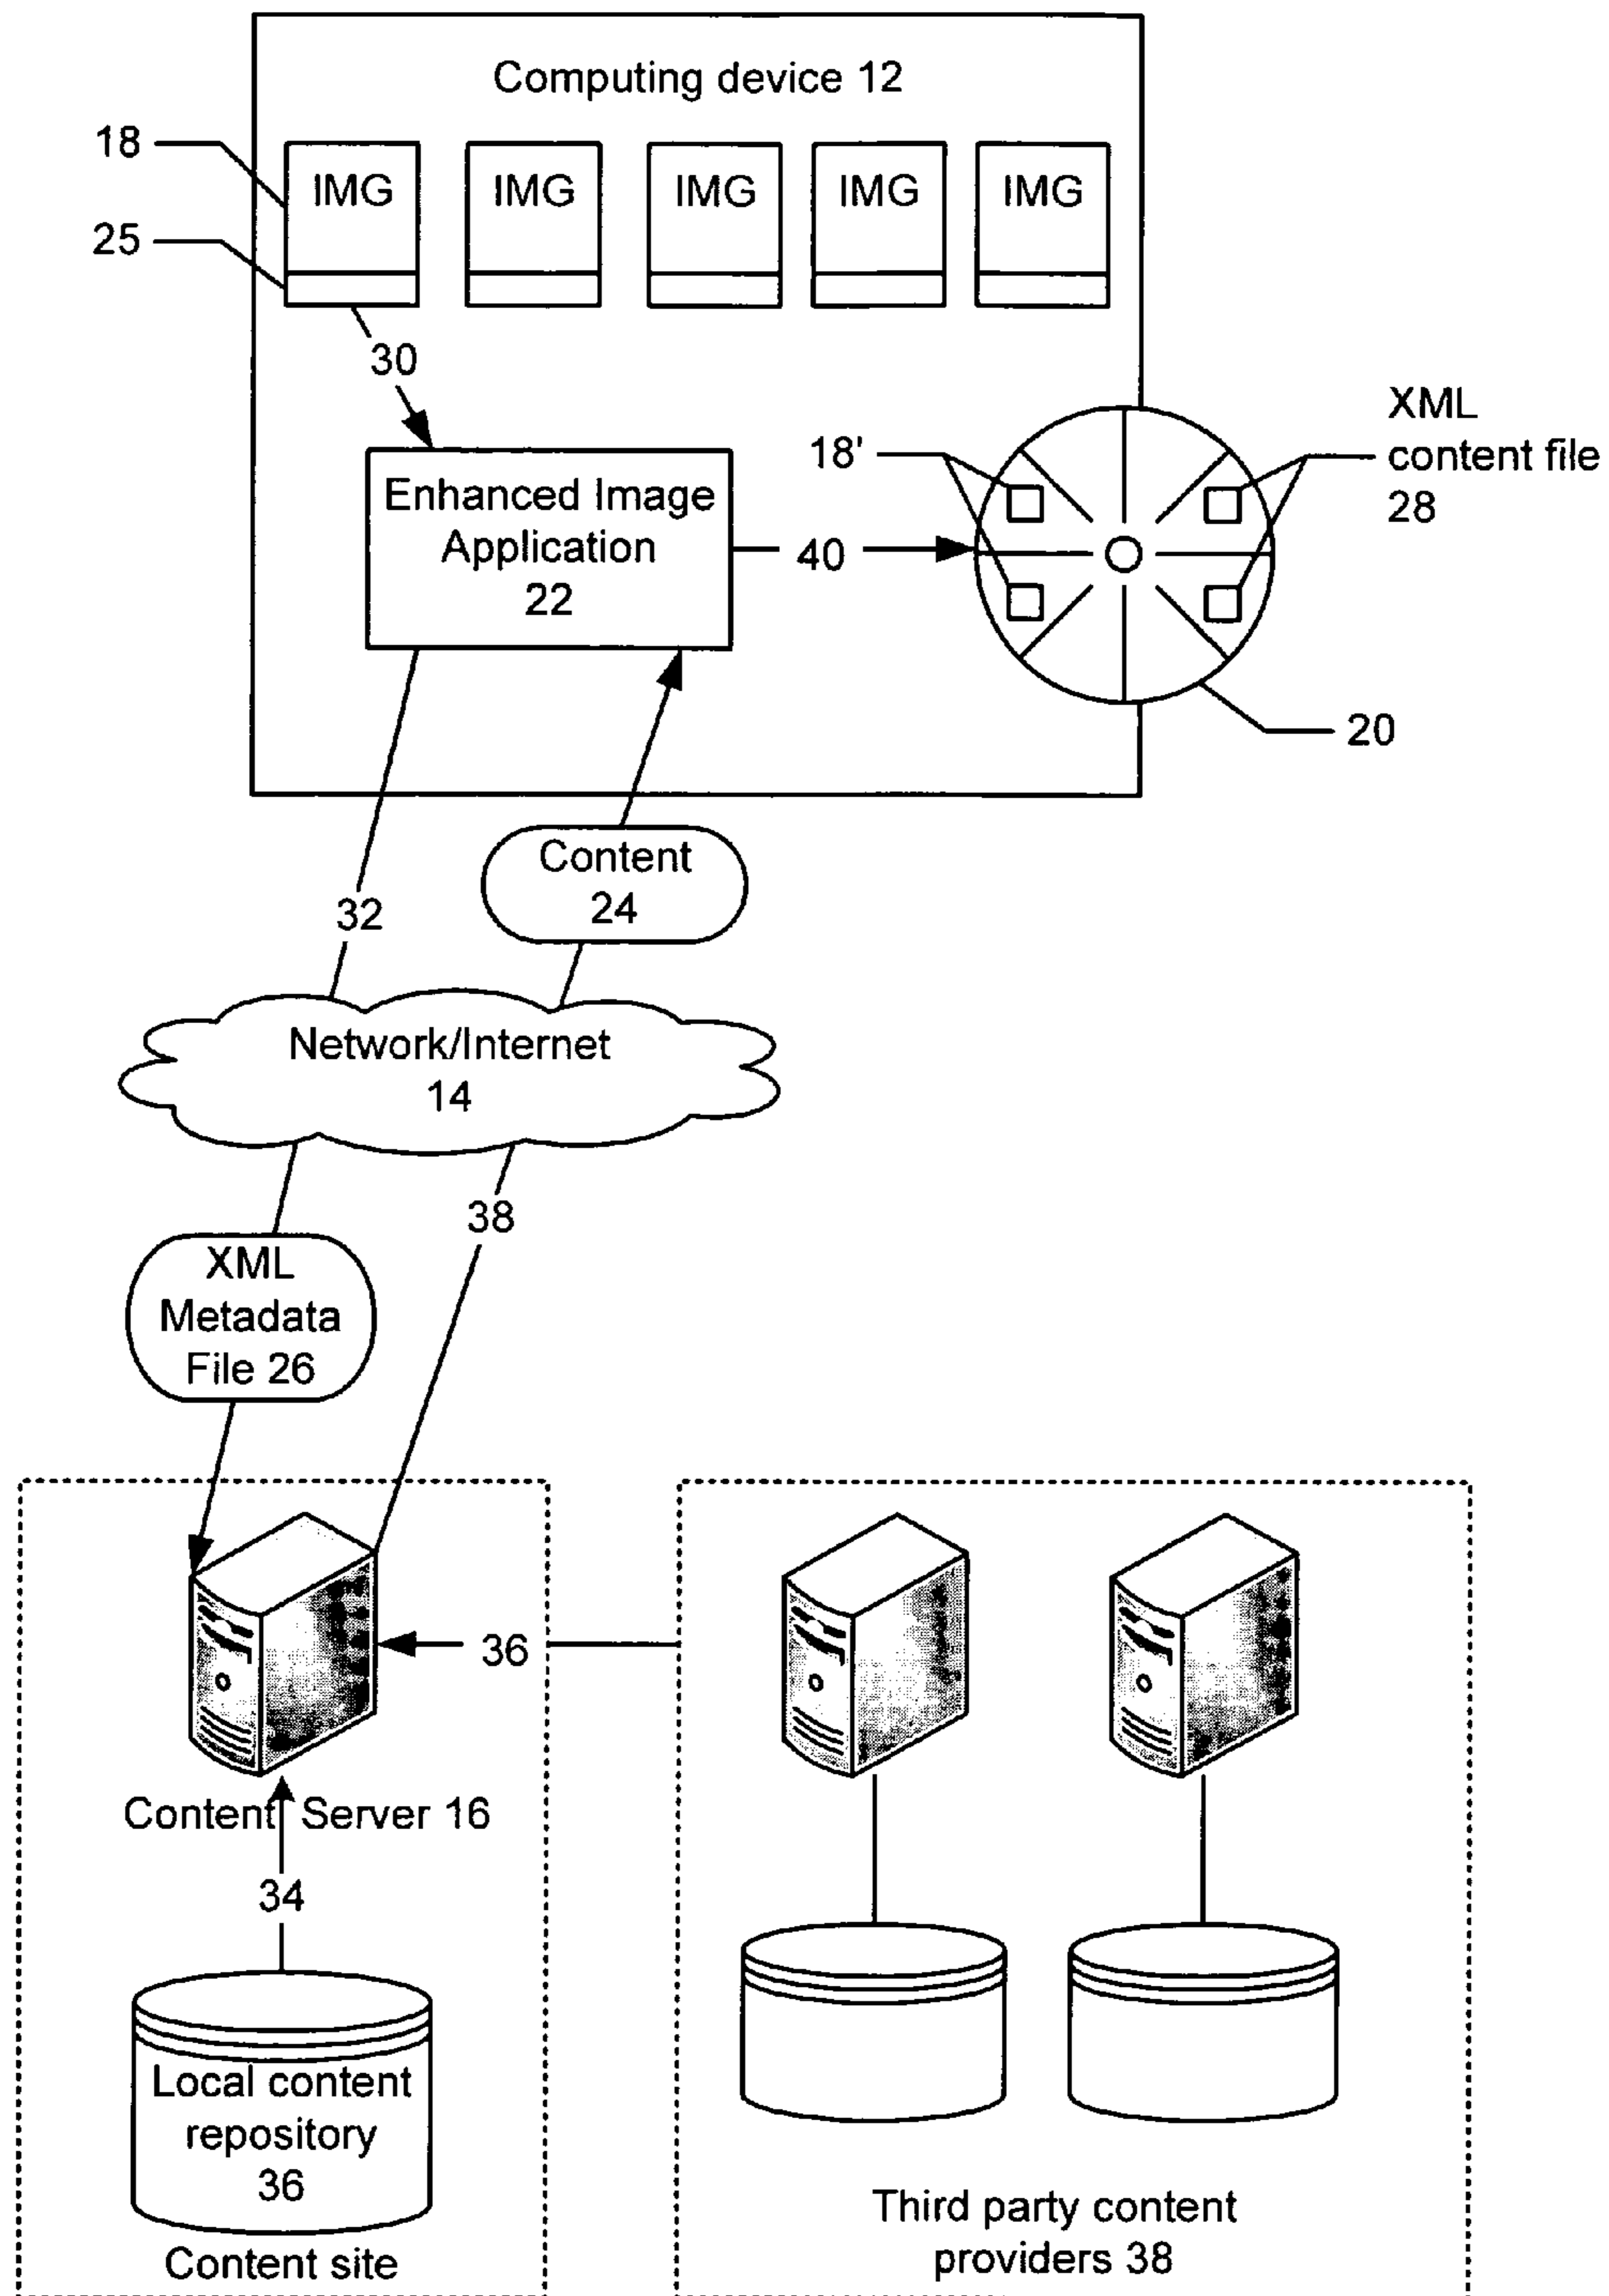 Computing device 12
18
IMG
IMG
IMG
IMG
IMG
25
30
XML
content file
28
18'
Enhanced Image
Application
22
40
20
Content
24
32
Network/Internet
14
38
XML
Metadata
File 26
36
Content Server 16
34
Local content
repository
36
Content site
Third party content
providers 38